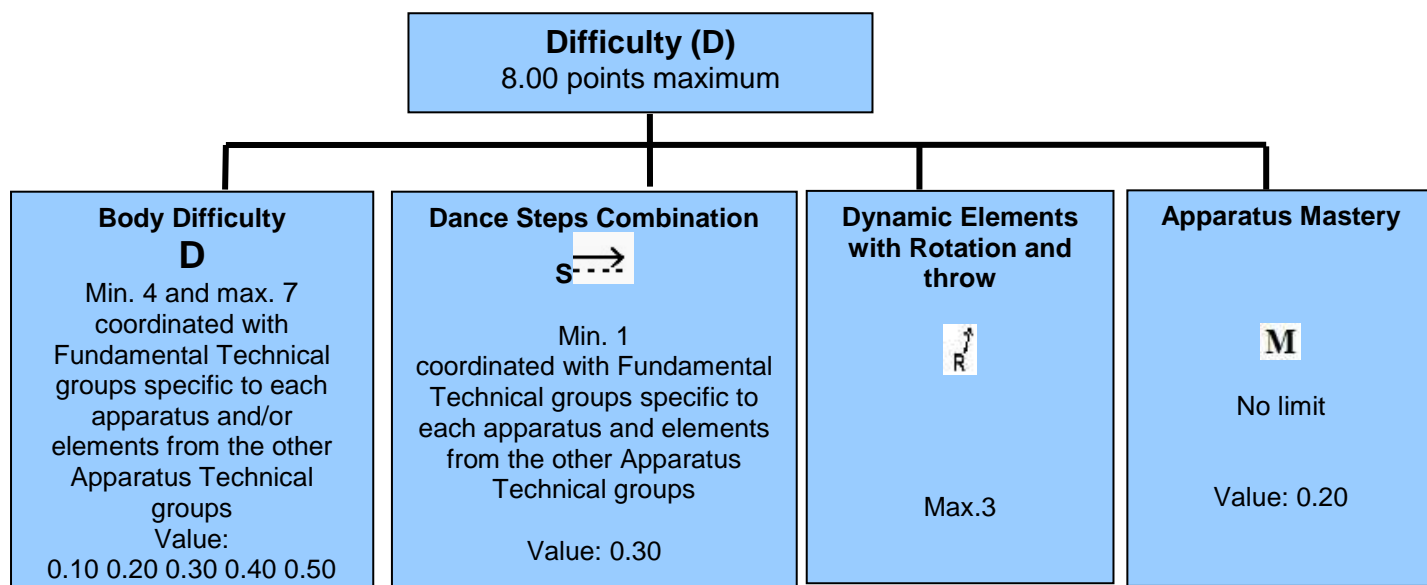 Difficulty (D)
8.00 points maximum
Body Difficulty
D
Min. 4 and max. 7
coordinated with
Fundamental Technical
groups specific to each
apparatus and/or
elements from the other
Apparatus Technical
groups
Value:
0.10 0.20 0.30 0.40 0.50
Dance Steps Combination
S
Min. 1
coordinated with Fundamental
Technical groups specific to
each apparatus and elements
from the other Apparatus
Technical groups
Value: 0.30
Dynamic Elements
with Rotation and
throw
R
Max.3
Apparatus Mastery
M
No limit
Value: 0.20